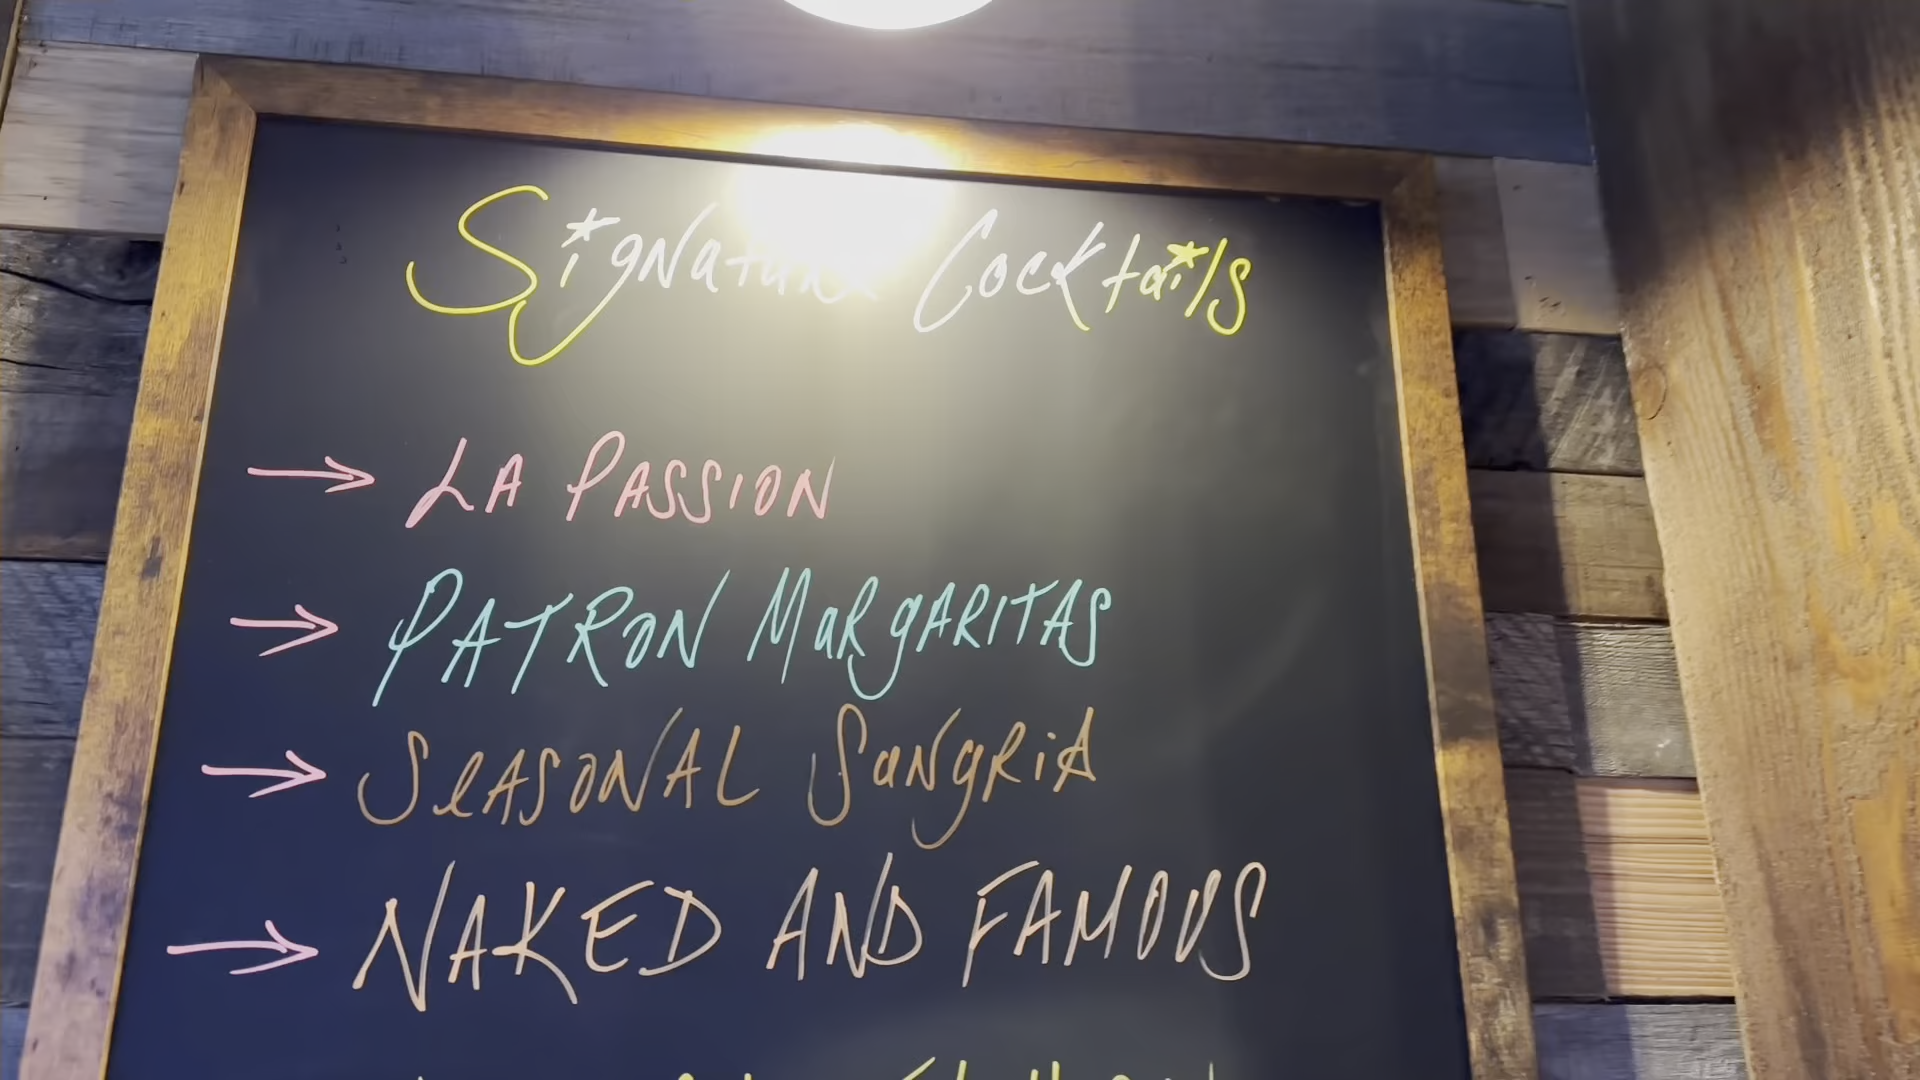 Signature Cocktails
→ LA PASSION
→ PATRON MARgARITAS
→ SeASONAL SaNgRiA
→ NAKED AND FAMOUS